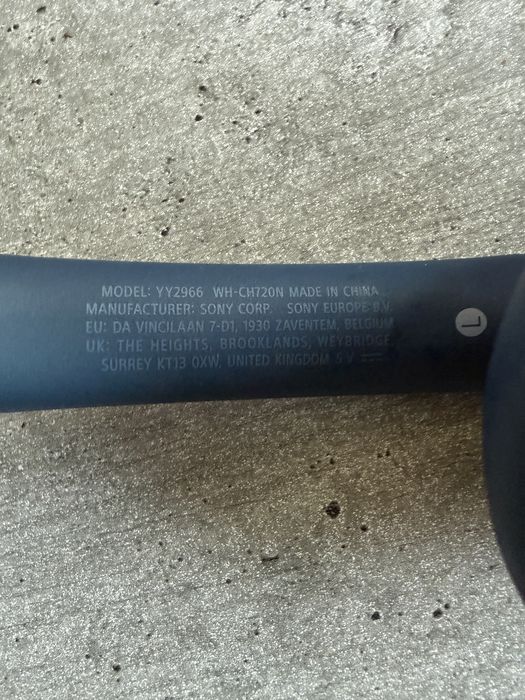 MODEL: YY2966 WH-CH720N MADE IN CHINA
MANUFACTURER: SONY CORP. SONY EUROPE B.V.
EU: DA VINCILAAN 7-D1, 1930 ZAVENTEM, BELGIUM
UK: THE HEIGHTS, BROOKLANDS, WEYBRIDGE,
SURREY KT13 0XW, UNITED KINGDOM 5 V ⎓
L